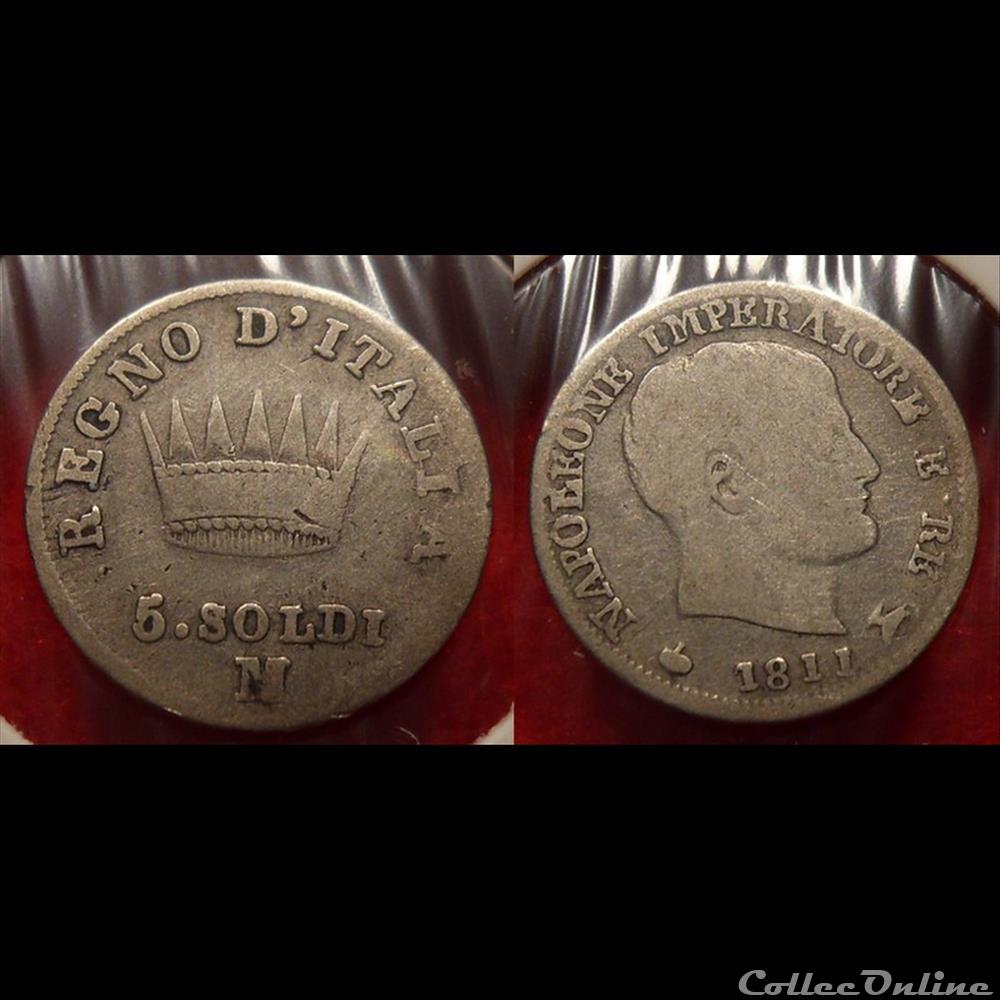 REGNO D'ITALIA
5.SOLDI
M
NAPOLEONE IMPERATORE E RE
1811
CollecOnline